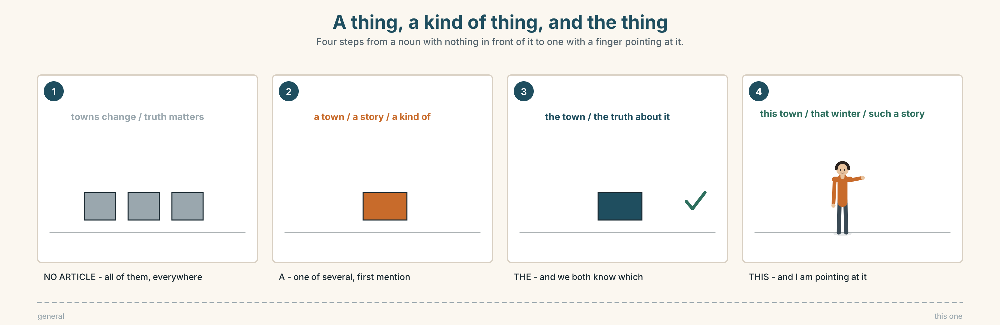 A thing, a kind of thing, and the thing
Four steps from a noun with nothing in front of it to one with a finger pointing at it.
1
towns change / truth matters
NO ARTICLE - all of them, everywhere
2
a town / a story / a kind of
A - one of several, first mention
3
the town / the truth about it
THE - and we both know which
4
this town / that winter / such a story
THIS - and I am pointing at it
general
this one